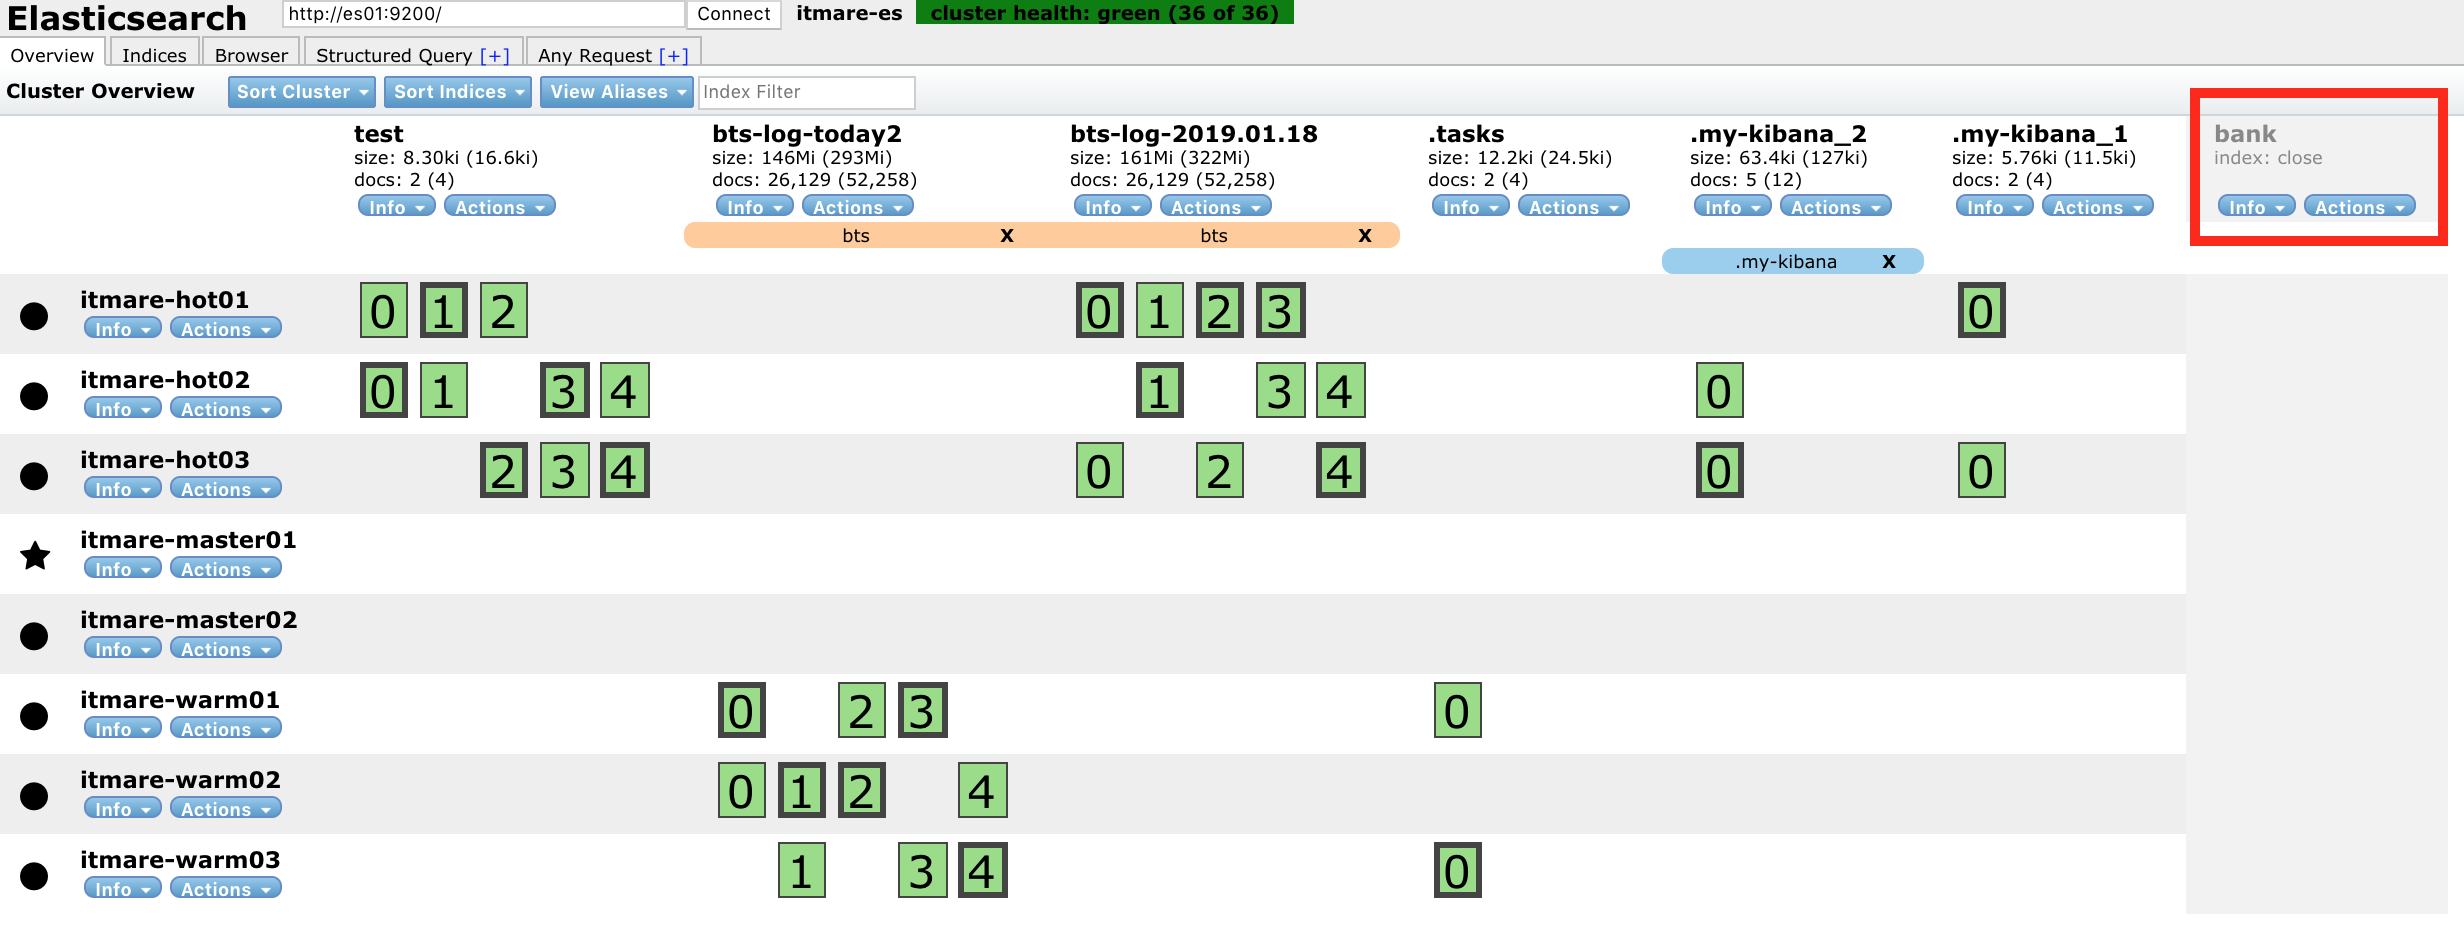 Elasticsearch http://es01:9200/ Connect itmare-es cluster health: green (36 of 36)
Overview Indices Browser Structured Query [+] Any Request [+]
Cluster Overview Sort Cluster Sort Indices View Aliases Index Filter
test bts-log-today2 bts-log-2019.01.18 .tasks .my-kibana_2 .my-kibana_1 bank
size: 8.30ki (16.6ki) size: 146Mi (293Mi) size: 161Mi (322Mi) size: 12.2ki (24.5ki) size: 63.4ki (127ki) size: 5.76ki (11.5ki) index: close
docs: 2 (4) docs: 26,129 (52,258) docs: 26,129 (52,258) docs: 2 (4) docs: 5 (12) docs: 2 (4)
Info Actions Info Actions Info Actions Info Actions Info Actions Info Actions Info Actions
bts X bts X
.my-kibana X
itmare-hot01 0 1 2 0 1 2 3 0
Info Actions
itmare-hot02 0 1 3 4 1 3 4 0
Info Actions
itmare-hot03 2 3 4 0 2 4 0 0
Info Actions
itmare-master01
Info Actions
itmare-master02
Info Actions
itmare-warm01 0 2 3 0
Info Actions
itmare-warm02 0 1 2 4
Info Actions
itmare-warm03 1 3 4 0
Info Actions